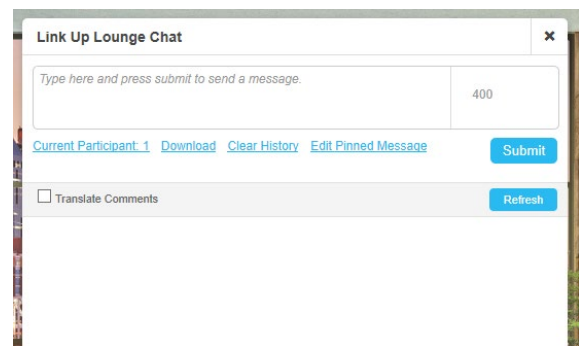 Link Up Lounge Chat
Type here and press submit to send a message.
400
Current Participant: 1 Download Clear History Edit Pinned Message
Submit
Translate Comments
Refresh